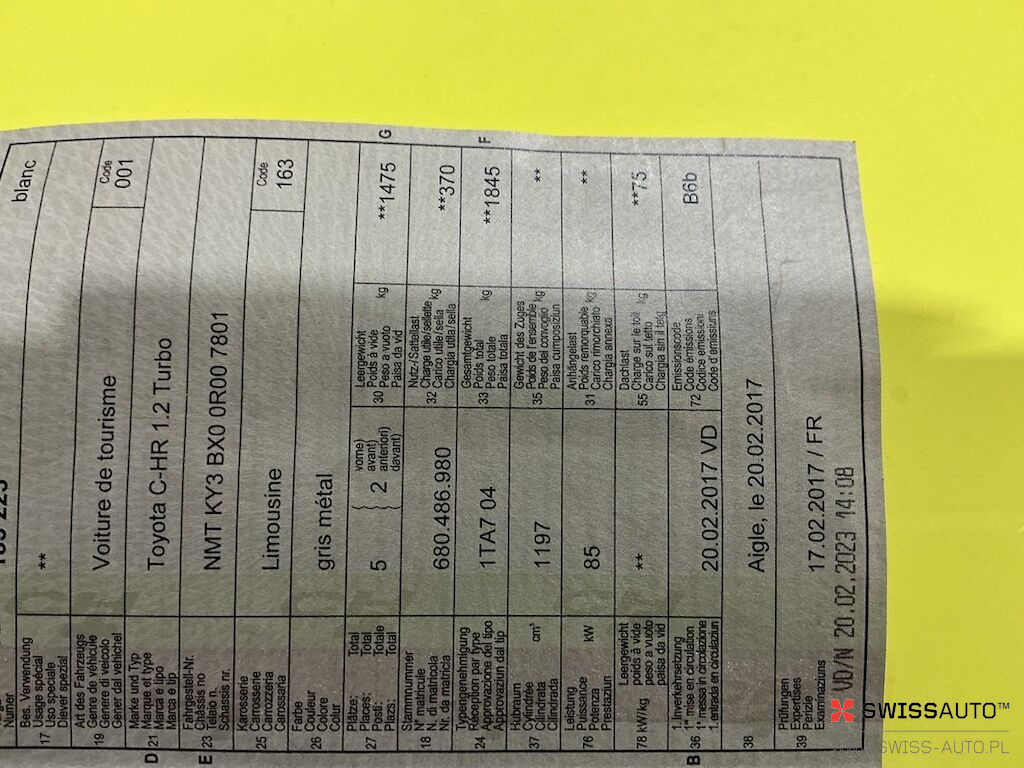 blanc
Nufner
17 Bes. Verwendung
Usage spécial
Uso speciale
Diever spezial
**
19 Art des Fahrzeugs
Genre de véhicule
Genere di veicolo
Gener dal vehichel
Voiture de tourisme
Code
001
D 21 Marke und Typ
Marque et type
Marca e tipo
Marca e tip
Toyota C-HR 1.2 Turbo
E 23 Fahrgestell-Nr.
Châssis no
Telaio n.
Schassis nr.
NMT KY3 BX0 0R00 7801
25 Karosserie
Carrosserie
Carrozzeria
Carossaria
Limousine
Code
163
26 Farbe
Couleur
Colore
Colur
gris métal
27 Plätze: Total
Places: Total
Posti: Totale
Plazs: Total
5 { 2 vorne)
avant)
anteriori)
davant)
30 Leergewicht
Poids à vide
Peso a vuoto
Paisa da vid
kg
**1475
G
18 Stammnummer
N° matricule
N. di matricola
Nr. da matricla
680.486.980
32 Nutz-/Sattellast
Charge utile/sellette
Carico utile/sella
Chargia utila/sella
kg
**370
24 Typengenehmigung
Réception par type
Approvazione del tipo
Approvaziun dal tip
1TA7 04
33 Gesamtgewicht
Poids total
Peso totale
Paisa totala
kg
**1845
F
37 Hubraum
Cylindrée
Cilindrata
Cilindrada
cm³
1197
35 Gewicht des Zuges
Poids de l'ensemble
Peso del convoglio
Paisa cumposiziun
kg
**
76 Leistung
Puissance
Potenza
Prestaziun
kW
85
31 Anhängelast
Poids remorquable
Carico rimorchiato
Chargia annexa
kg
**
78 kW/kg Leergewicht
poids à vide
peso a vuoto
paisa da vid
**
55 Dachlast
Charge sur le toit
Carico sul tetto
Chargia sin il tetg
kg
**75
B 36 1. Inverkehrsetzung
1re mise en circulation
1a messa in circolazione
1. entrada en circulaziun
20.02.2017 VD
72 Emissionscode
Code émissions
Codice emissioni
Code d'emissiuns
B6b
38
Aigle, le 20.02.2017
39 Prüfungen
Expertises
Perizie
Examinaziuns
17.02.2017 / FR
VD/N 20.02.2023 14:08
SWISSAUTO™
SWISS-AUTO.PL